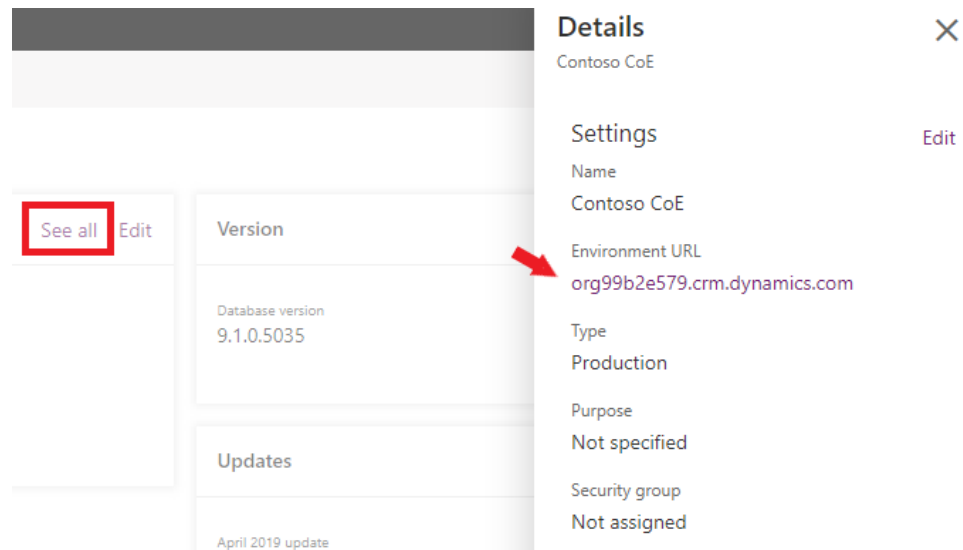 See all Edit
Version
Database version
9.1.0.5035
Updates
April 2019 update
Details
Contoso CoE
Settings
Edit
Name
Contoso CoE
Environment URL
org99b2e579.crm.dynamics.com
Type
Production
Purpose
Not specified
Security group
Not assigned